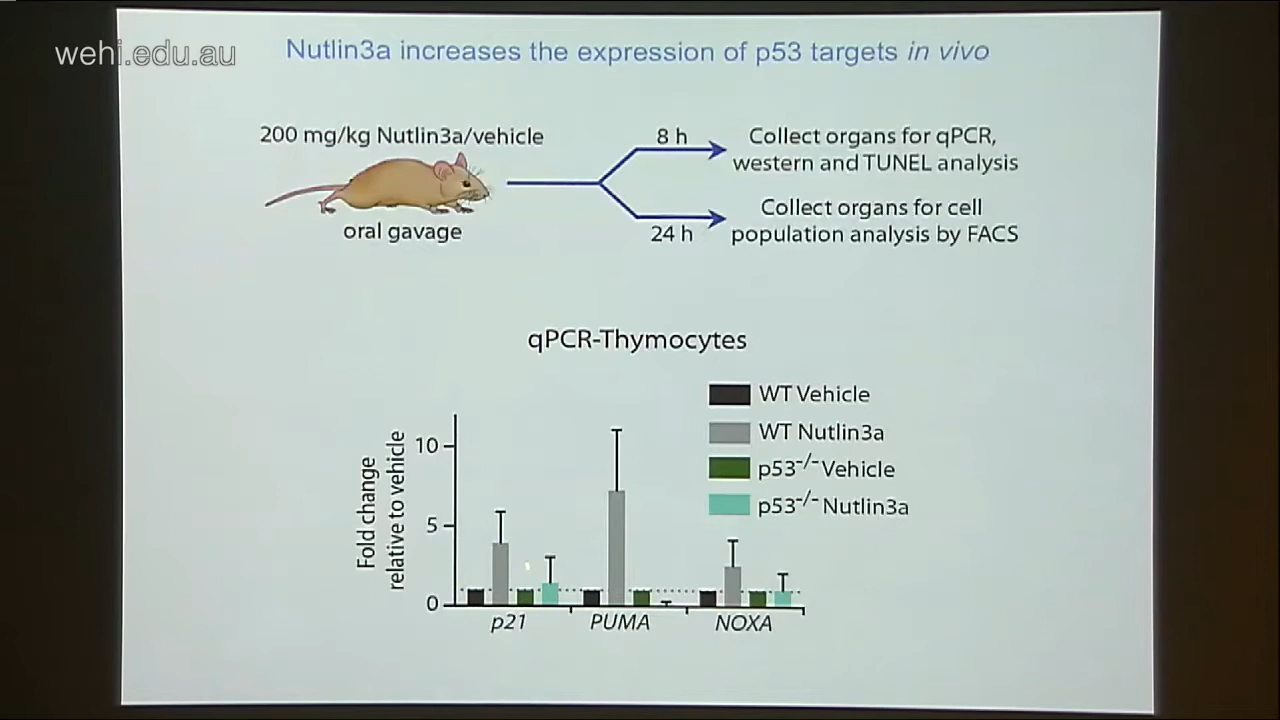 wehi.edu.au
Nutlin3a increases the expression of p53 targets in vivo
200 mg/kg Nutlin3a/vehicle
oral gavage
8 h
Collect organs for qPCR,
western and TUNEL analysis
24 h
Collect organs for cell
population analysis by FACS
qPCR-Thymocytes
WT Vehicle
WT Nutlin3a
p53-/- Vehicle
p53-/- Nutlin3a
Fold change
relative to vehicle
10
5
0
p21
PUMA
NOXA